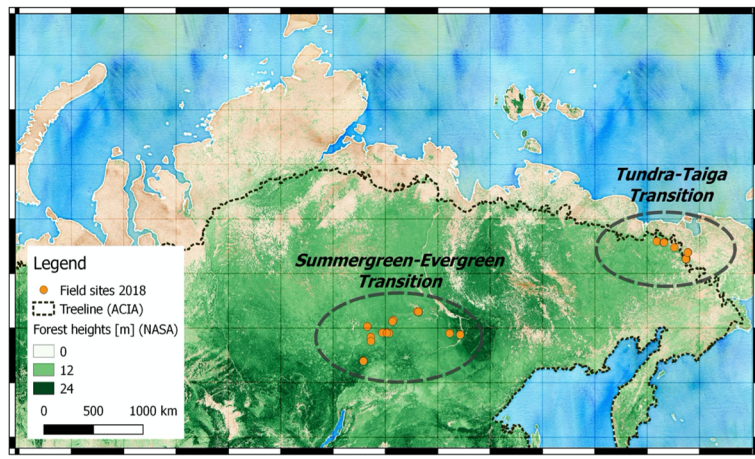 Tundra-Taiga
Transition
Summergreen-Evergreen
Transition
Legend
Field sites 2018
Treeline (ACIA)
Forest heights [m] (NASA)
0
12
24
0 500 1000 km